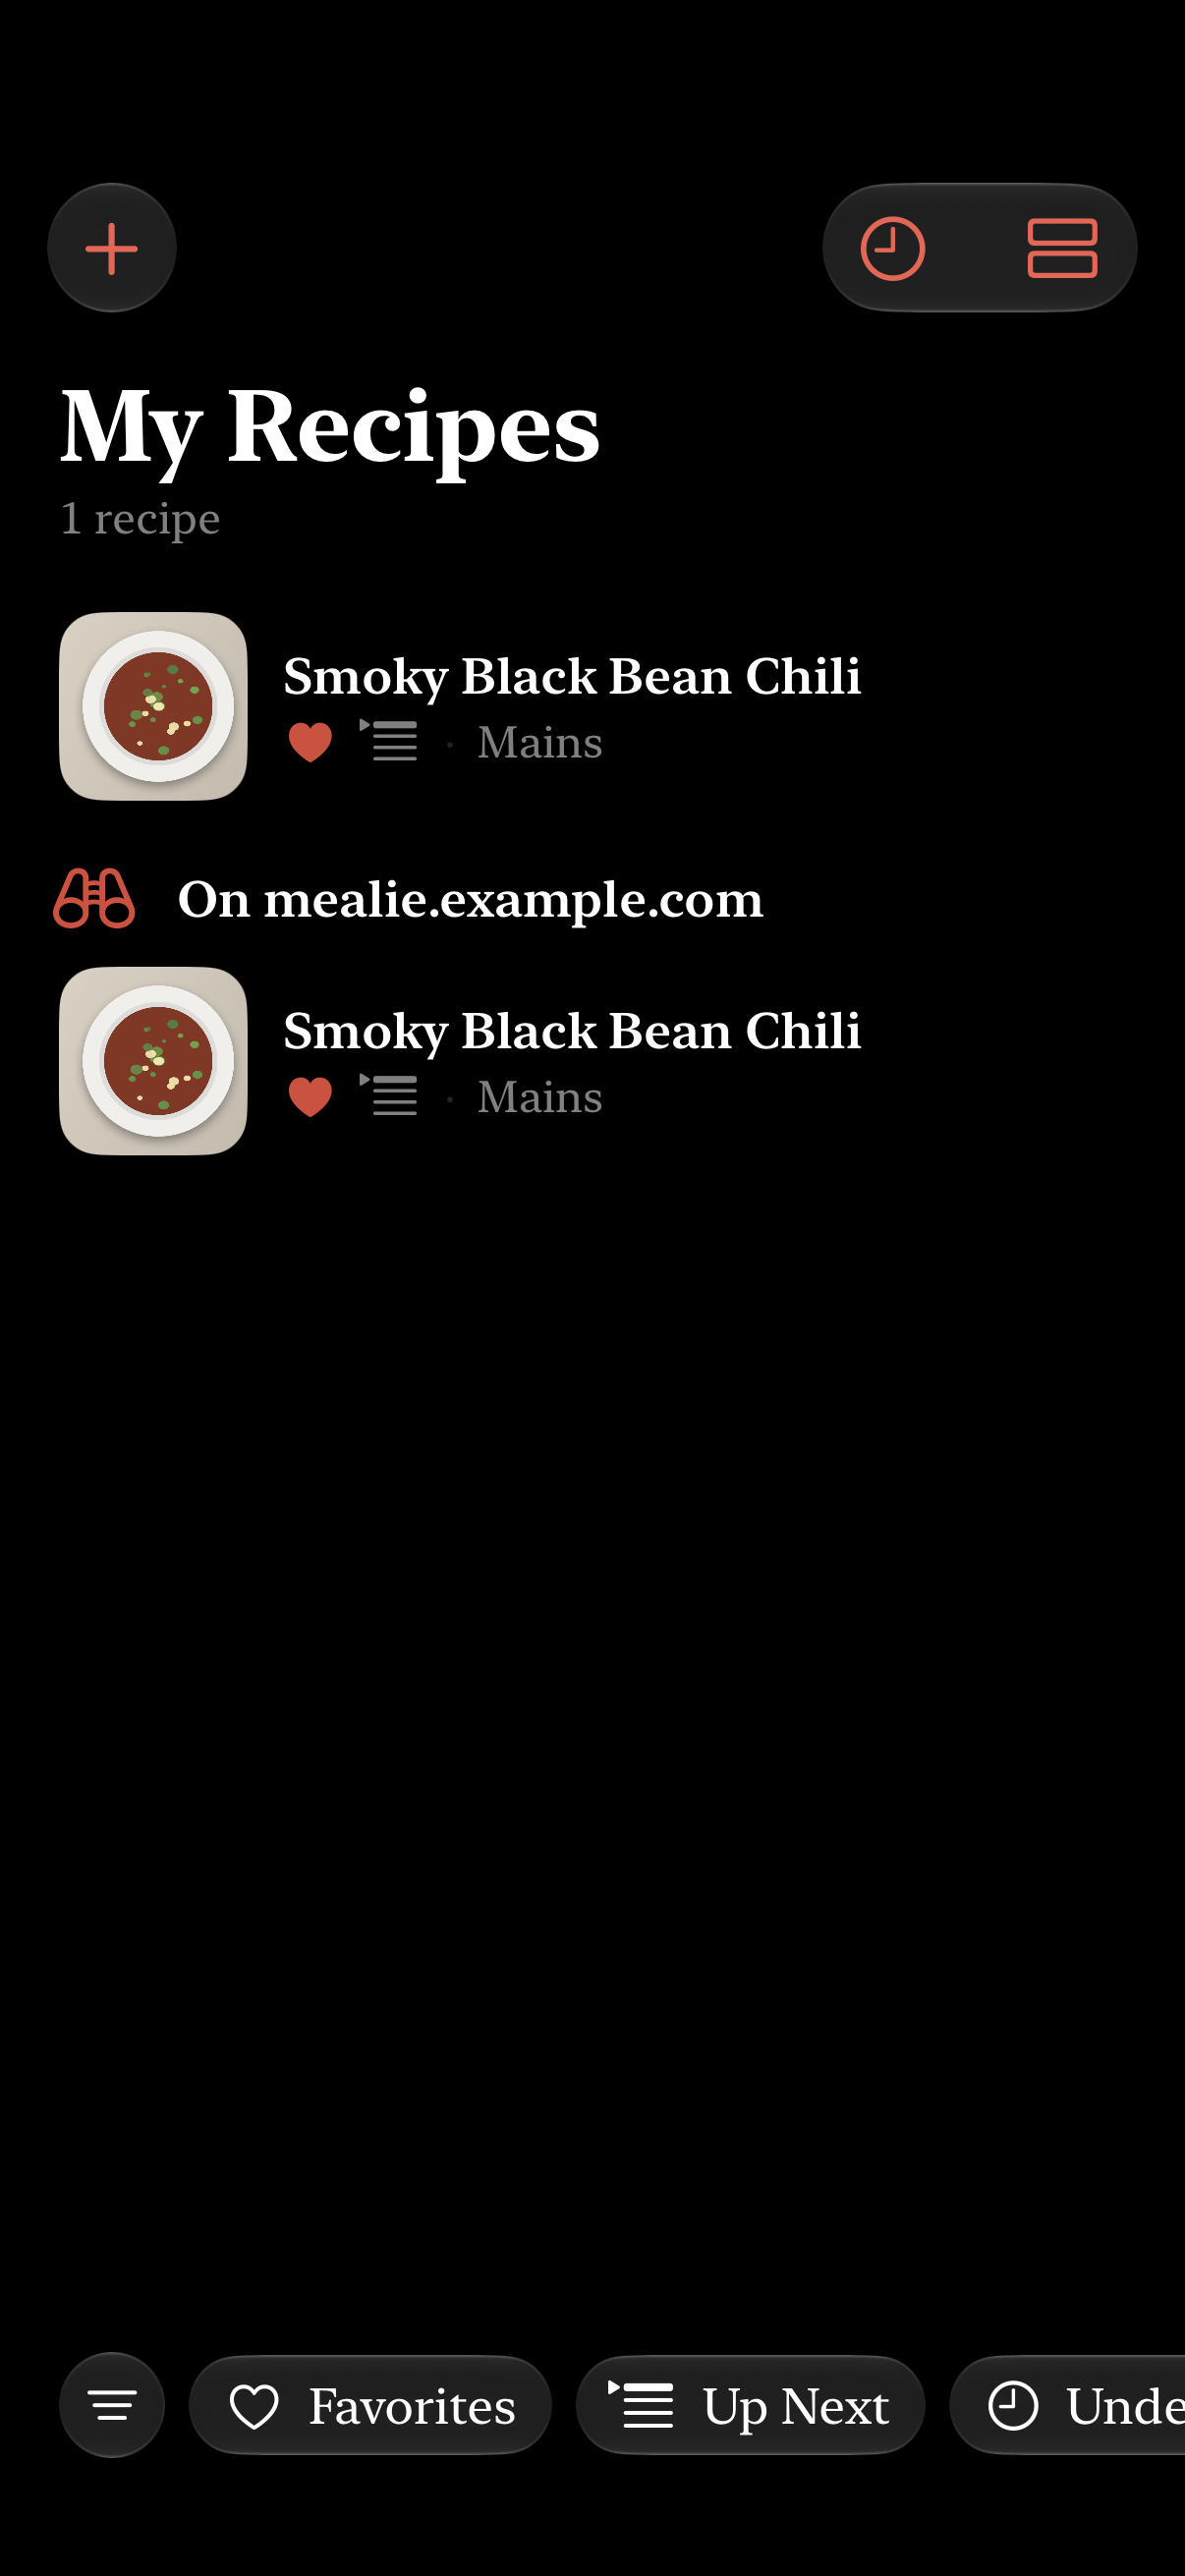 My Recipes
1 recipe
Smoky Black Bean Chili
· Mains
On mealie.example.com
Smoky Black Bean Chili
· Mains
Favorites
Up Next
Unde